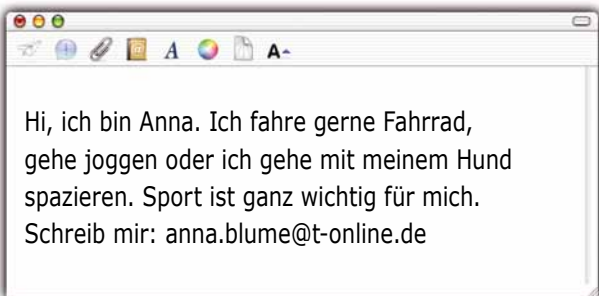 Hi, ich bin Anna. Ich fahre gerne Fahrrad,
gehe joggen oder ich gehe mit meinem Hund
spazieren. Sport ist ganz wichtig für mich.
Schreib mir: anna.blume@t-online.de